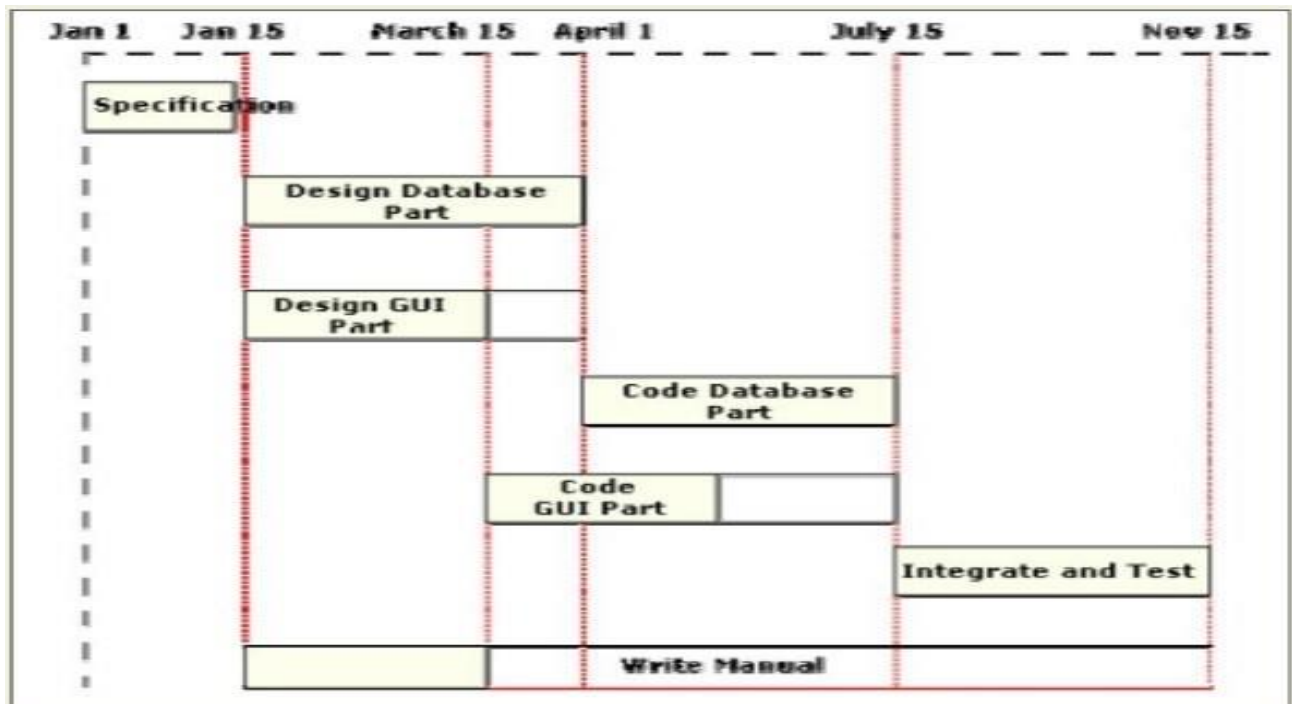 Jan 1 Jan 15 March 15 April 1 July 15 Nov 15
Specification
Design Database
Part
Design GUI
Part
Code Database
Part
Code
GUI Part
Integrate and Test
Write Manual